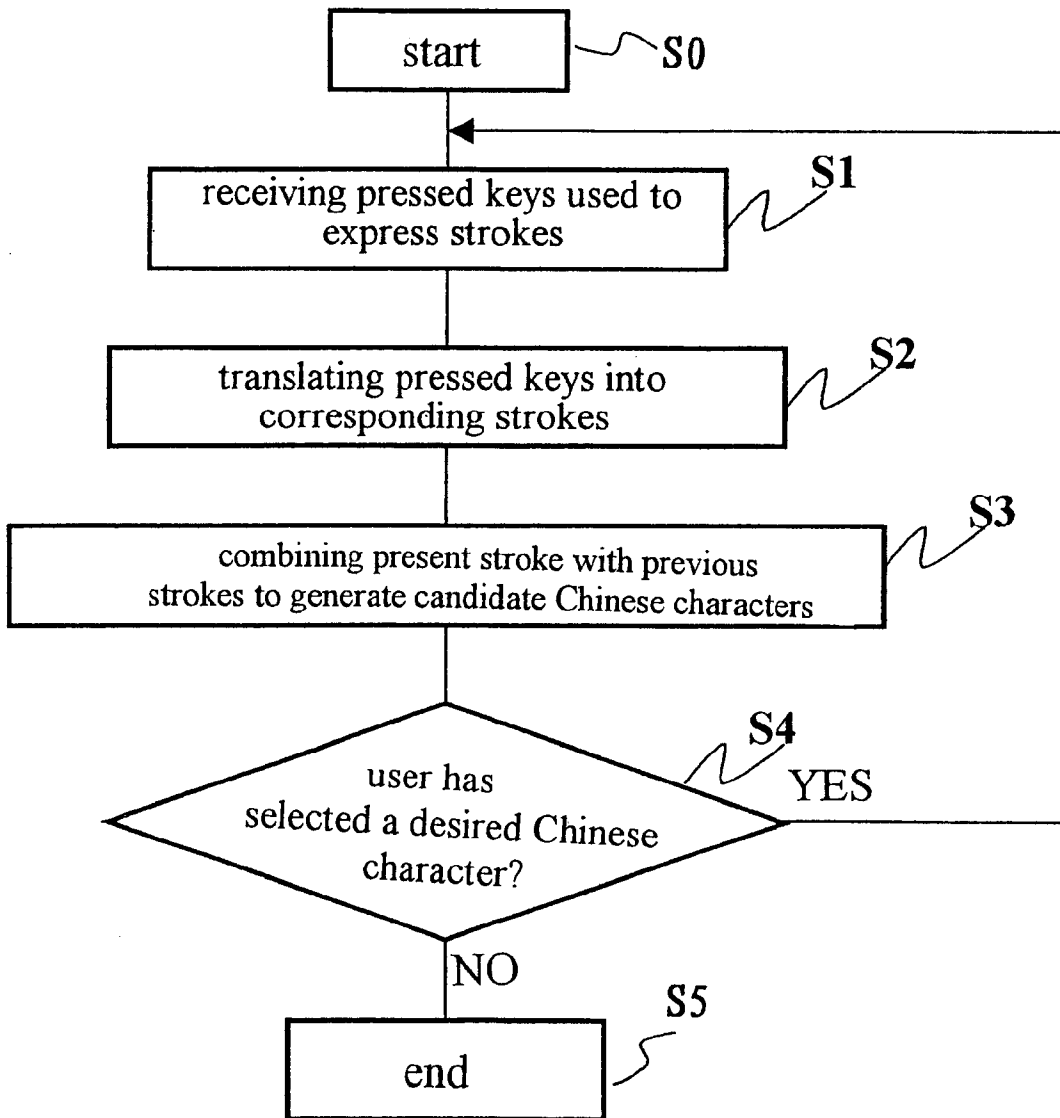 start
S0
S1
receiving pressed keys used to
express strokes
S2
translating pressed keys into
corresponding strokes
S3
combining present stroke with previous
strokes to generate candidate Chinese characters
S4
user has
selected a desired Chinese
character?
YES
NO
S5
end